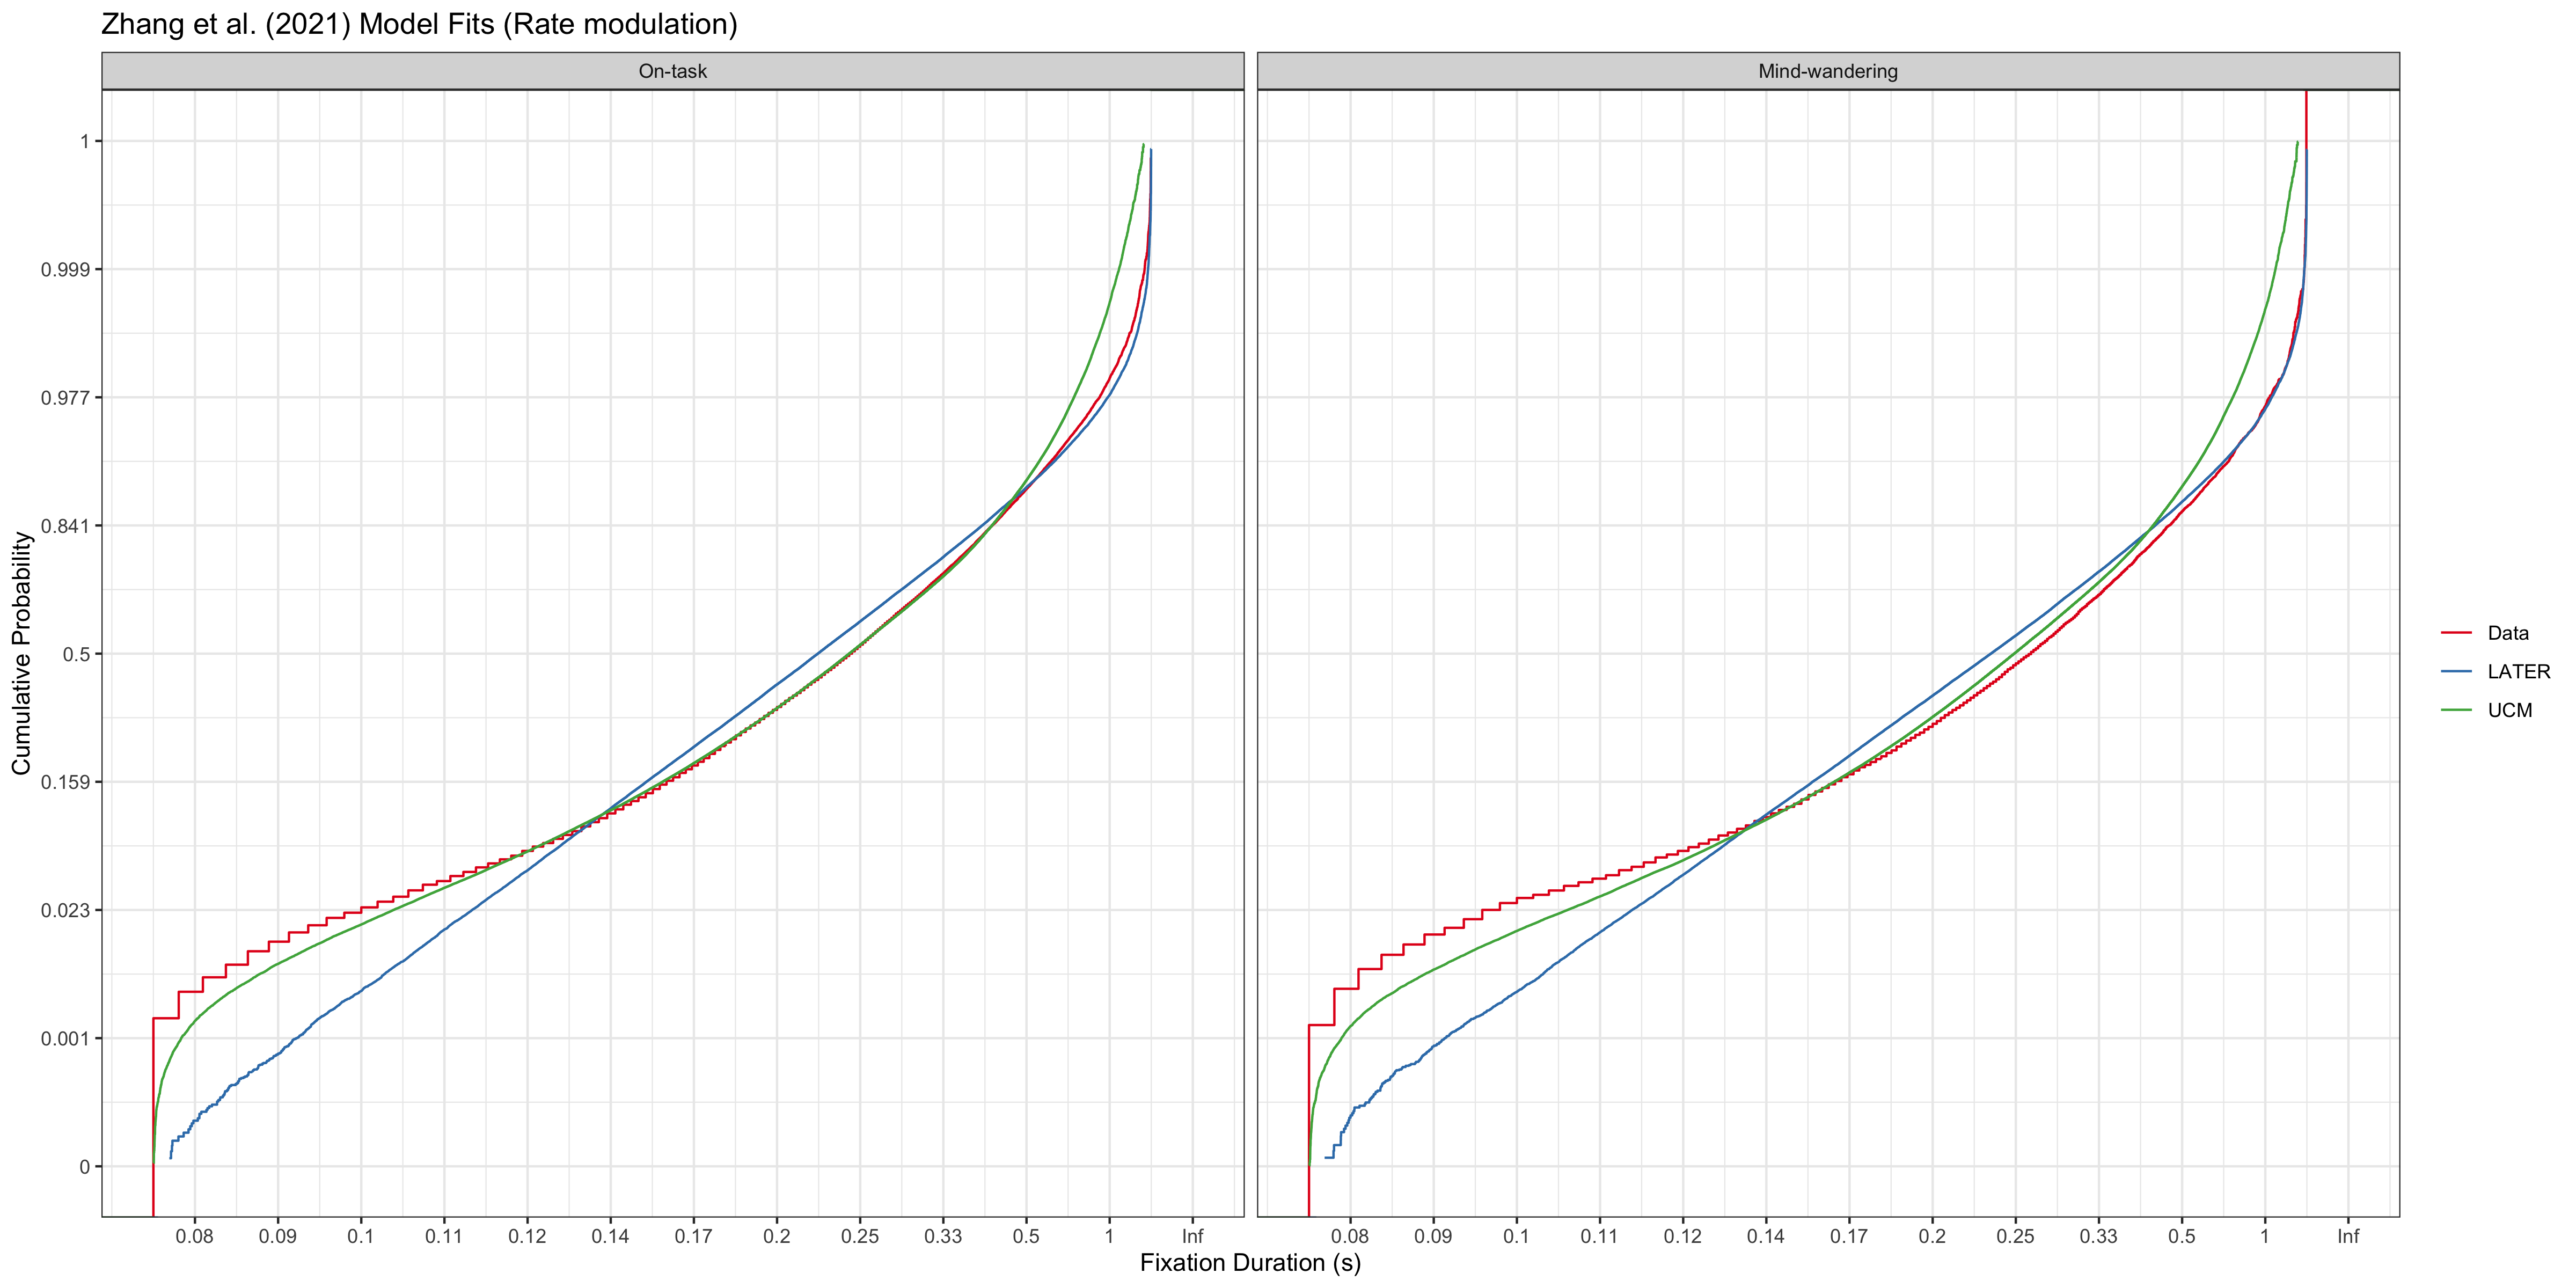 Zhang et al. (2021) Model Fits (Rate modulation)
On-task
Mind-wandering
Cumulative Probability
1
0.999
0.977
0.841
0.5
0.159
0.023
0.001
0
0.08 0.09 0.1 0.11 0.12 0.14 0.17 0.2 0.25 0.33 0.5 1 Inf
0.08 0.09 0.1 0.11 0.12 0.14 0.17 0.2 0.25 0.33 0.5 1 Inf
Fixation Duration (s)
Data
LATER
UCM